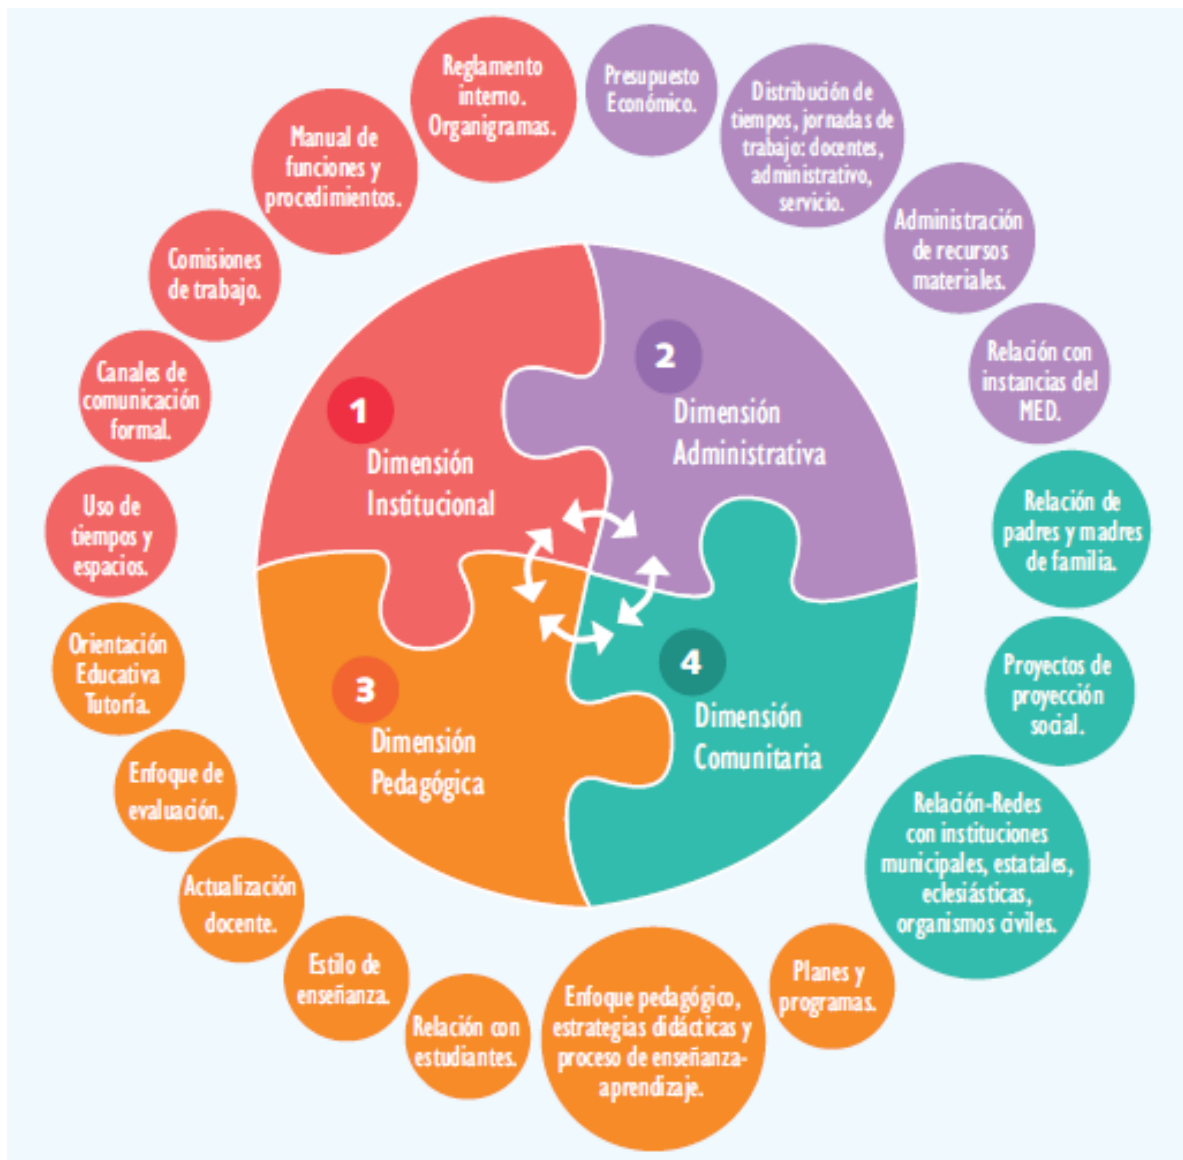 Reglamento
interno.
Organigramas.
Presupuesto
Económico.
Distribución de
tiempos, jornadas de
trabajo: docentes,
administrativo,
servicio.
Administración
de recursos
materiales.
Relación con
instancias del
MED.
Relación de
padres y madres
de familia.
Proyectos de
proyección
social.
Relación-Redes
con instituciones
municipales, estatales,
eclesiásticas,
organismos civiles.
Planes y
programas.
Enfoque pedagógico,
estrategias didácticas y
proceso de enseñanza-
aprendizaje.
Relación con
estudiantes.
Estilo de
enseñanza.
Actualización
docente.
Enfoque de
evaluación.
Orientación
Educativa
Tutoría.
Uso de
tiempos y
espacios.
Canales de
comunicación
formal.
Comisiones
de trabajo.
Manual de
funciones y
procedimientos.
1
Dimensión
Institucional
2
Dimensión
Administrativa
3
Dimensión
Pedagógica
4
Dimensión
Comunitaria